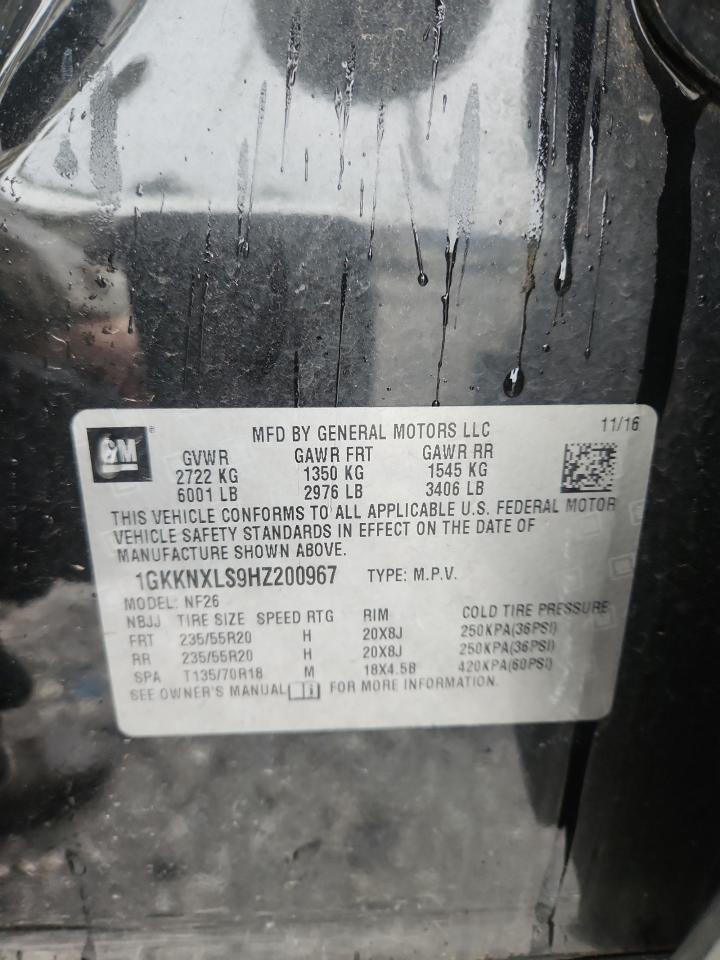 GM
MFD BY GENERAL MOTORS LLC 11/16
GVWR GAWR FRT GAWR RR
2722 KG 1350 KG 1545 KG
6001 LB 2976 LB 3406 LB
THIS VEHICLE CONFORMS TO ALL APPLICABLE U.S. FEDERAL MOTOR
VEHICLE SAFETY STANDARDS IN EFFECT ON THE DATE OF
MANUFACTURE SHOWN ABOVE.
1GKKNXLS9HZ200967 TYPE: M.P.V.
MODEL: NF26
NBJJ TIRE SIZE SPEED RTG RIM COLD TIRE PRESSURE
FRT 235/55R20 H 20X8J 250KPA(36PSI)
RR 235/55R20 H 20X8J 250KPA(36PSI)
SPA T135/70R18 M 18X4.5B 420KPA(60PSI)
SEE OWNER'S MANUAL FOR MORE INFORMATION.